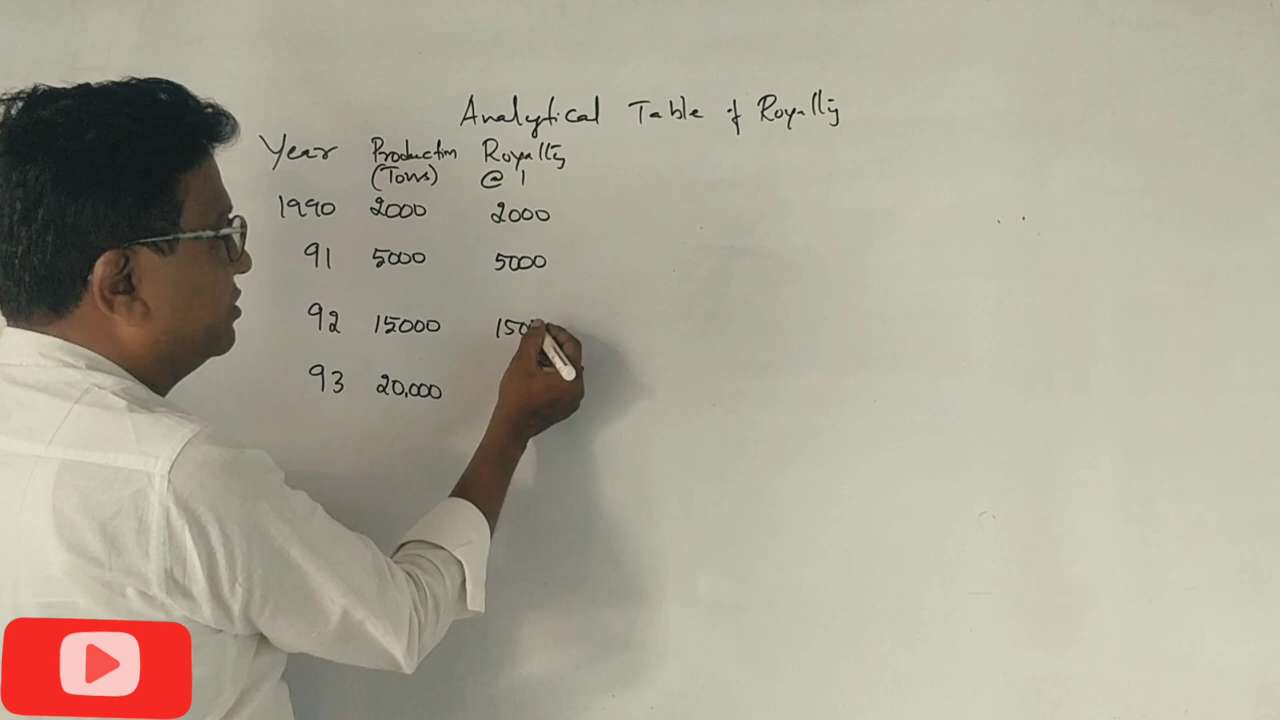 Analytical Table of Royalty
Year Production Royalty
(Tons) @ 1
1990 2000 2000
91 5000 5000
92 15000 150
93 20,000